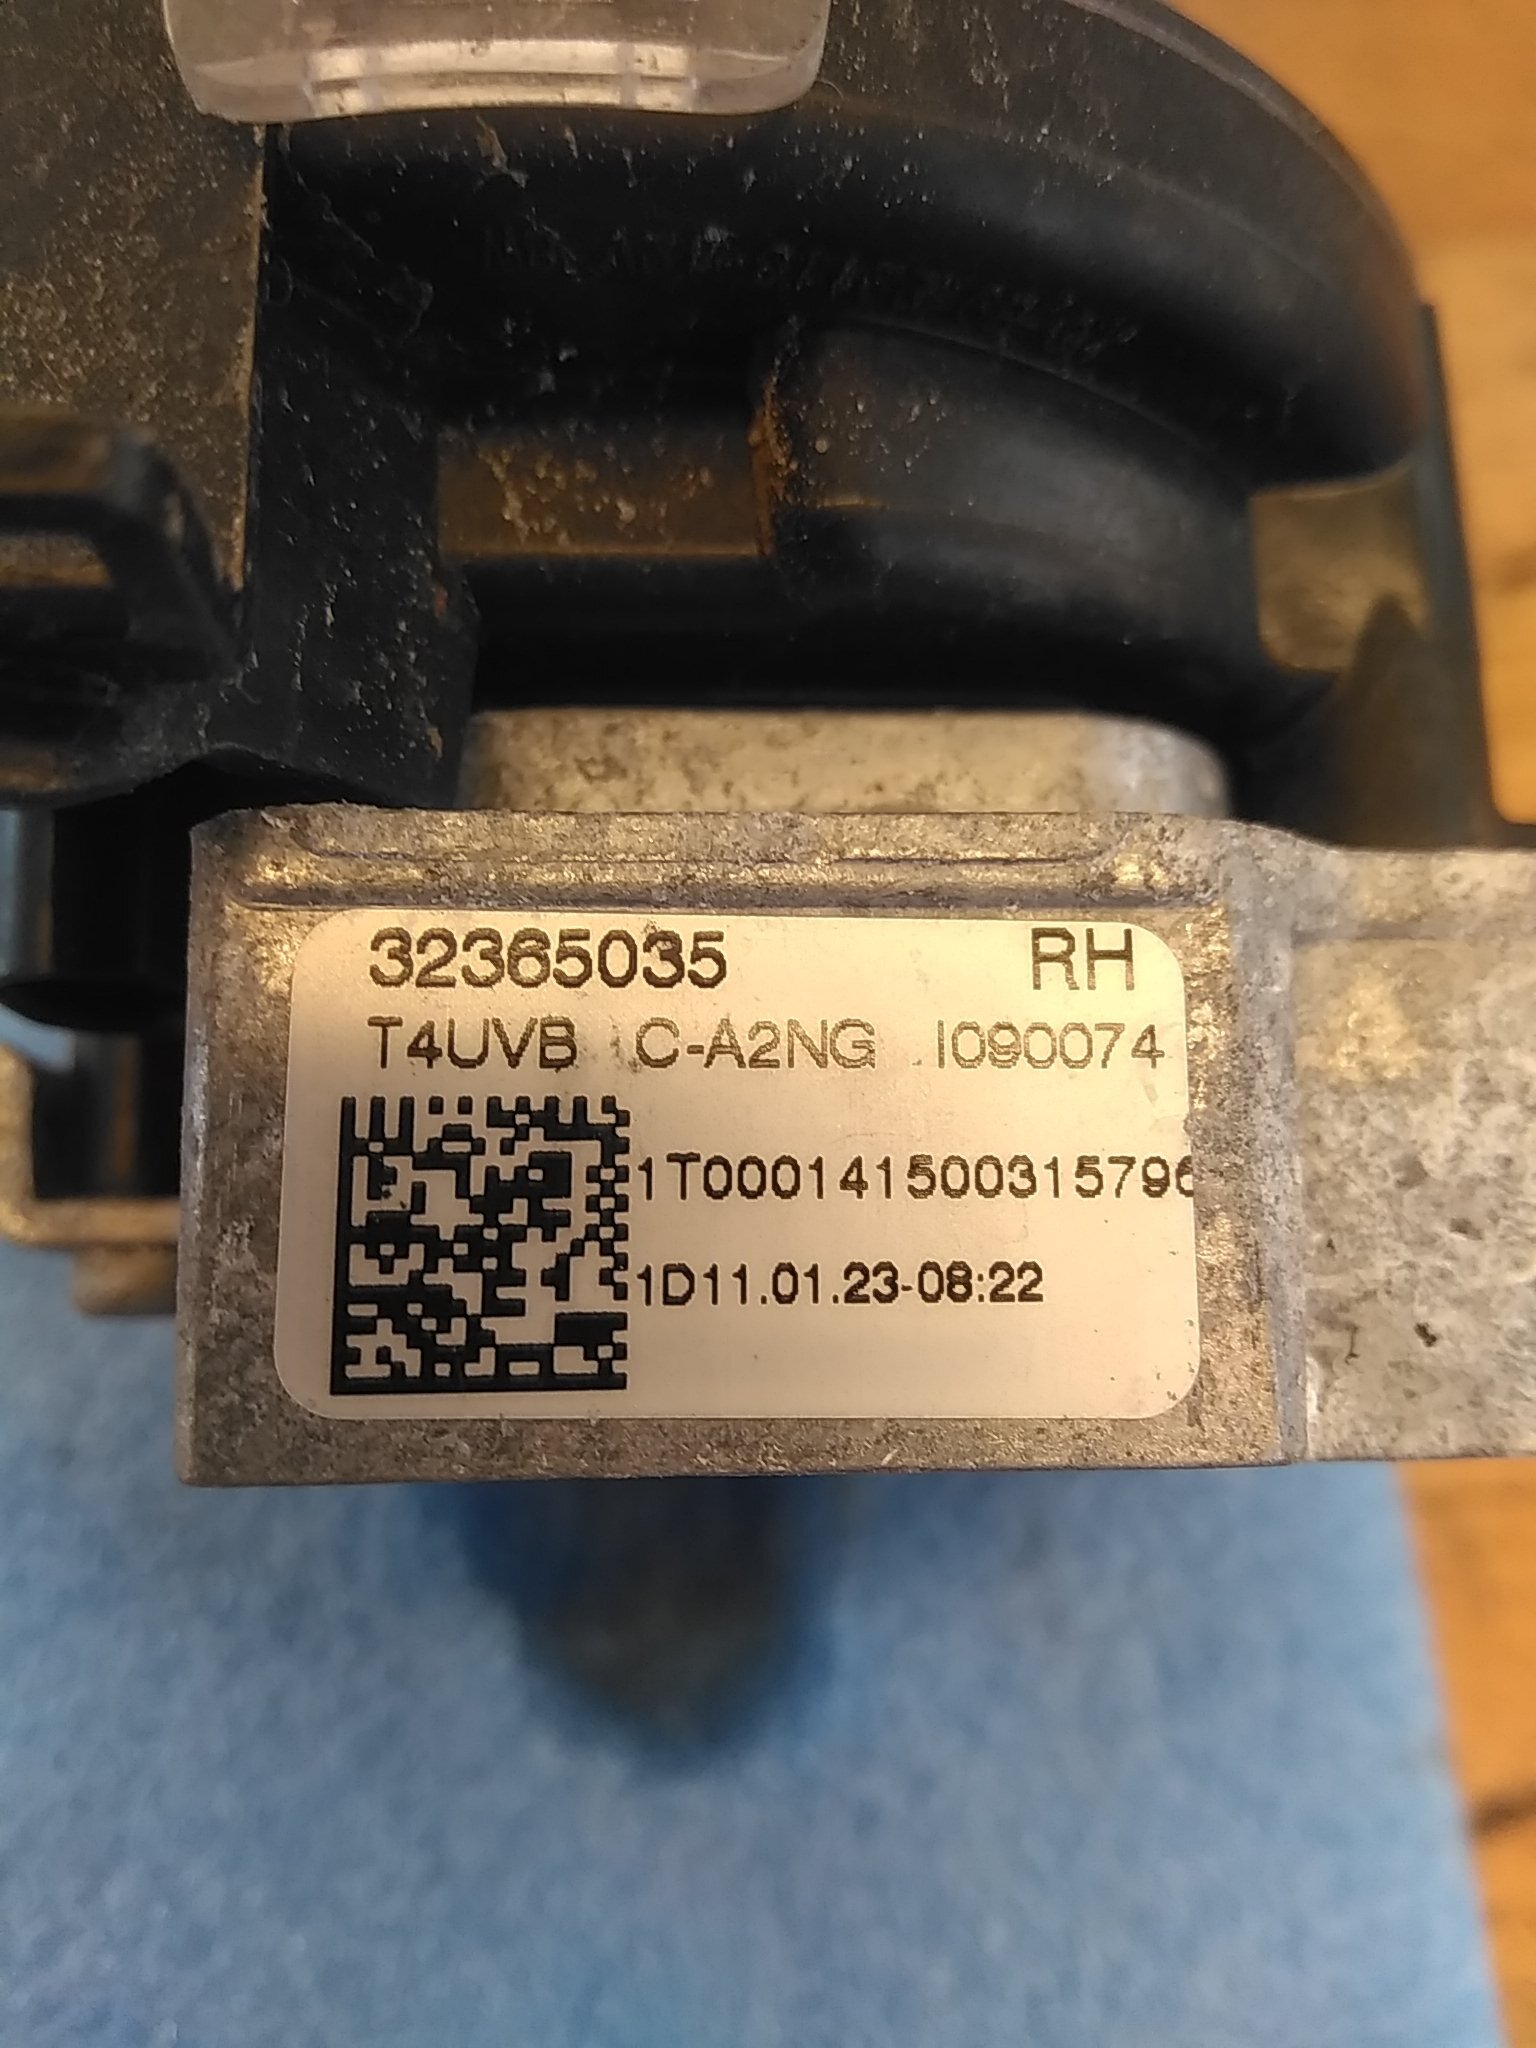 32365035 RH
T4UVB C-A2NG I090074
1T000141500315796
1D11.01.23-08:22